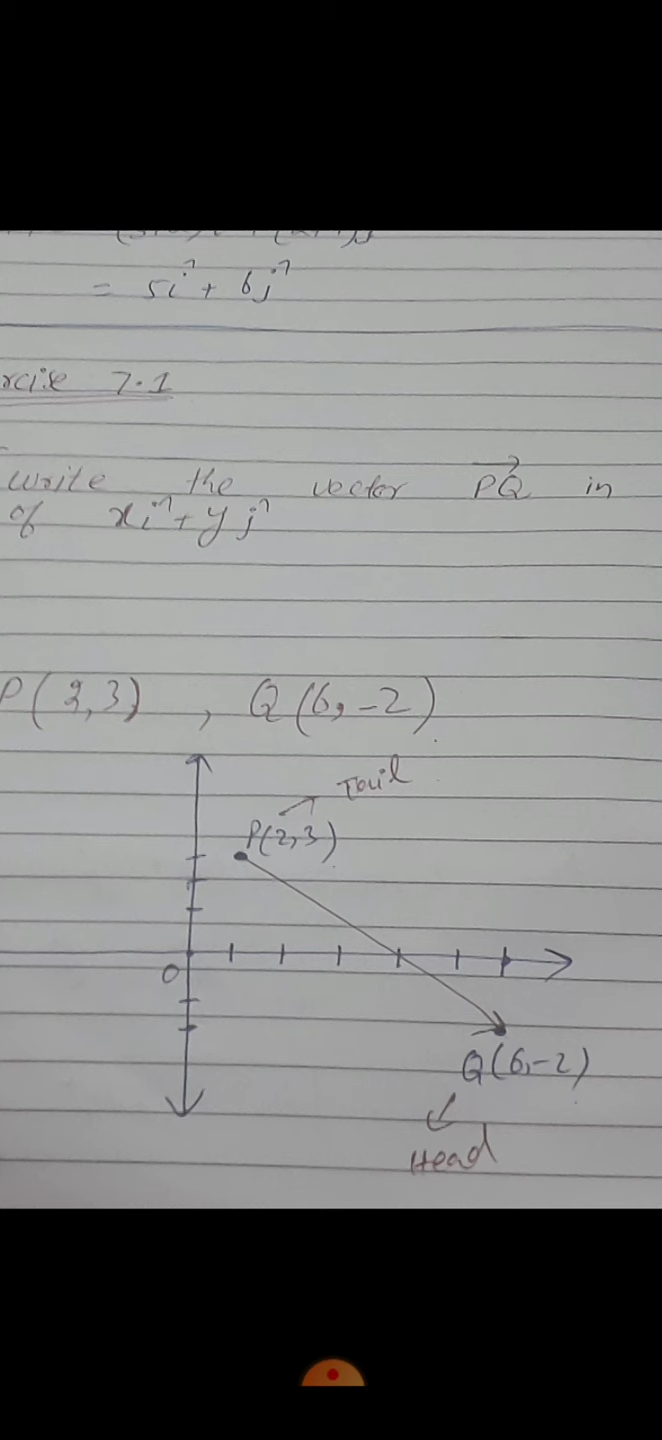 = 5i^ + 6j^
rcise 7.1
write the vector PQ in
of xi^ + yj^
P(2,3) , Q(6,-2)
Tail
P(2,3)
O
Q(6,-2)
Head